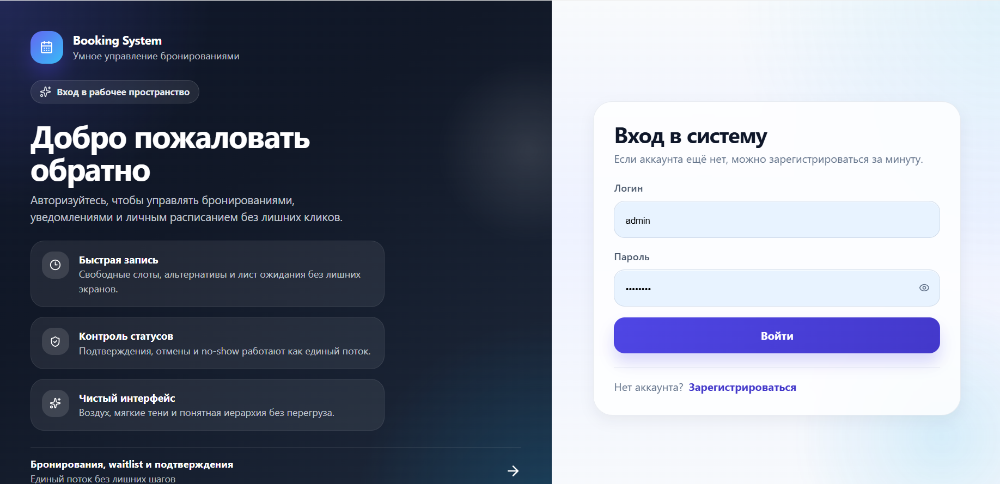 Booking System
Умное управление бронированиями
Вход в рабочее пространство
Добро пожаловать
обратно
Авторизуйтесь, чтобы управлять бронированиями,
уведомлениями и личным расписанием без лишних кликов.
Быстрая запись
Свободные слоты, альтернативы и лист ожидания без лишних
экранов.
Контроль статусов
Подтверждения, отмены и no-show работают как единый поток.
Чистый интерфейс
Воздух, мягкие тени и понятная иерархия без перегруза.
Бронирования, waitlist и подтверждения
Единый поток без лишних шагов
Вход в систему
Если аккаунта ещё нет, можно зарегистрироваться за минуту.
Логин
admin
Пароль
••••••••
Войти
Нет аккаунта? Зарегистрироваться